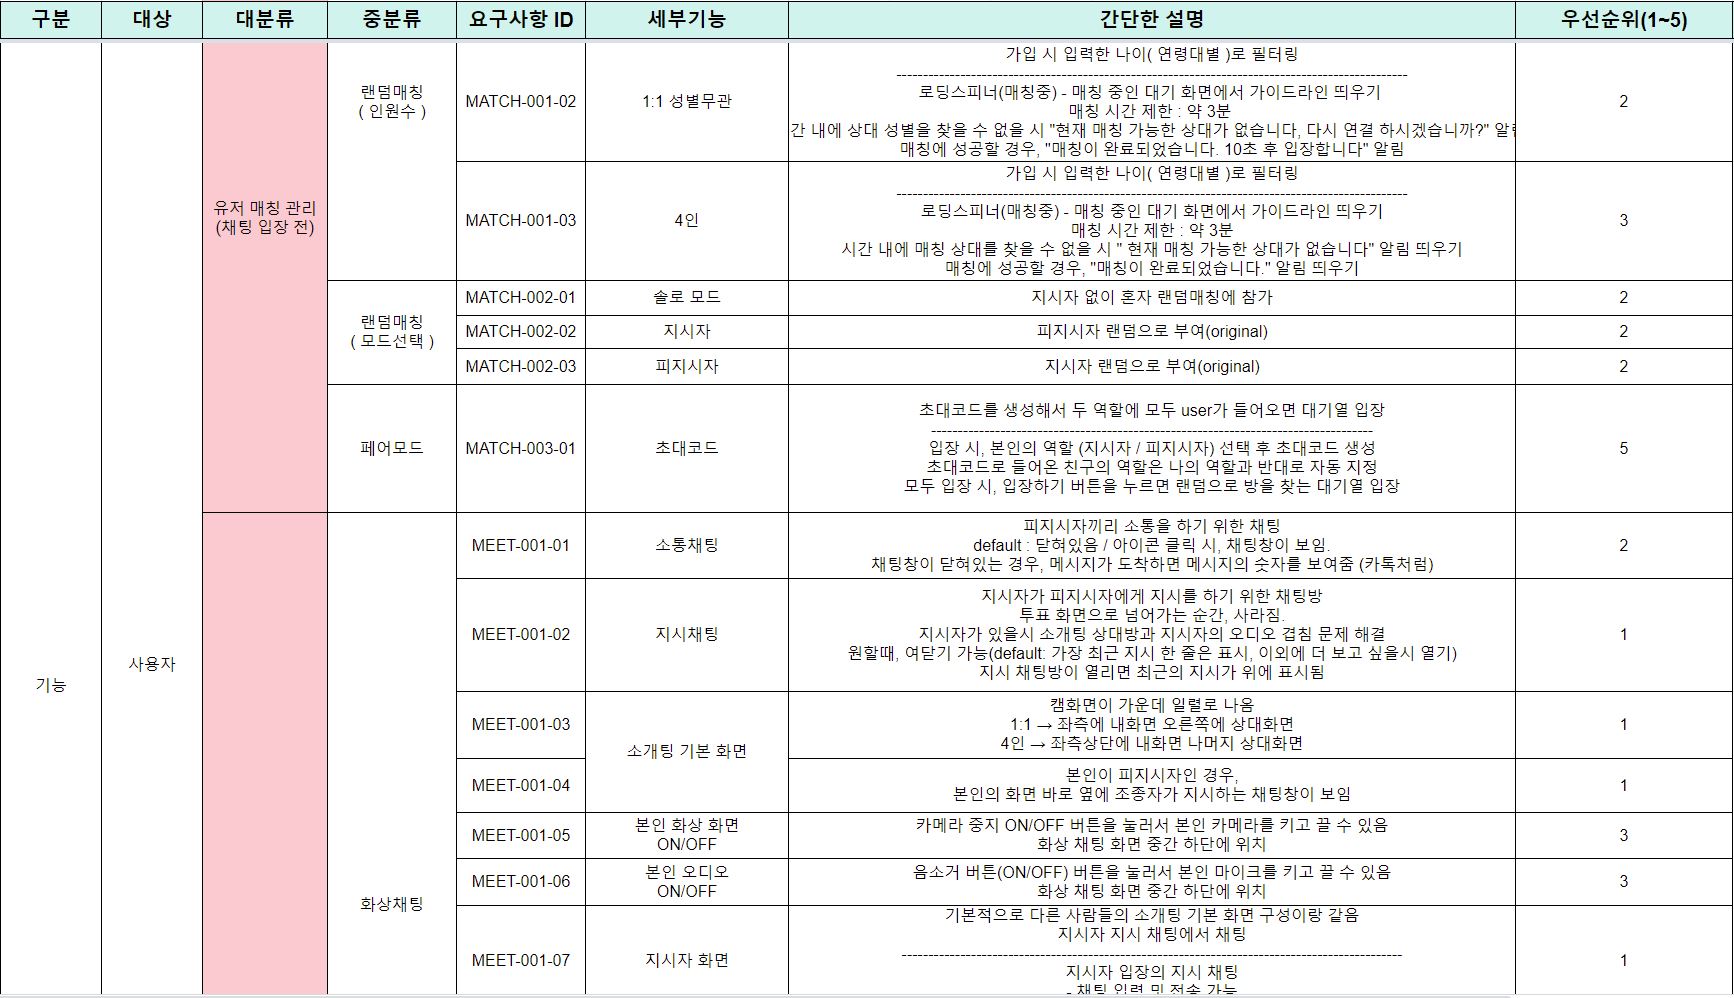 구분 대상 대분류 중분류 요구사항 ID 세부기능 간단한 설명 우선순위(1~5)
기능
사용자
유저 매칭 관리
(채팅 입장 전)
랜덤매칭
( 인원수 )
MATCH-001-02
1:1 성별무관
가입 시 입력한 나이( 연령대별 )로 필터링
로딩스피너(매칭중) - 매칭 중인 대기 화면에서 가이드라인 띄우기
매칭 시간 제한 : 약 3분
간 내에 상대 성별을 찾을 수 없을 시 "현재 매칭 가능한 상대가 없습니다, 다시 연결 하시겠습니까?" 알림
매칭에 성공할 경우, "매칭이 완료되었습니다. 10초 후 입장합니다" 알림
2
MATCH-001-03
4인
가입 시 입력한 나이( 연령대별 )로 필터링
로딩스피너(매칭중) - 매칭 중인 대기 화면에서 가이드라인 띄우기
매칭 시간 제한 : 약 3분
시간 내에 매칭 상대를 찾을 수 없을 시 " 현재 매칭 가능한 상대가 없습니다" 알림 띄우기
매칭에 성공할 경우, "매칭이 완료되었습니다." 알림 띄우기
3
랜덤매칭
( 모드선택 )
MATCH-002-01
솔로 모드
지시자 없이 혼자 랜덤매칭에 참가
2
MATCH-002-02
지시자
피지시자 랜덤으로 부여(original)
2
MATCH-002-03
피지시자
지시자 랜덤으로 부여(original)
2
페어모드
MATCH-003-01
초대코드
초대코드를 생성해서 두 역할에 모두 user가 들어오면 대기열 입장
입장 시, 본인의 역할 (지시자 / 피지시자) 선택 후 초대코드 생성
초대코드로 들어온 친구의 역할은 나의 역할과 반대로 자동 지정
모두 입장 시, 입장하기 버튼을 누르면 랜덤으로 방을 찾는 대기열 입장
5
화상채팅
MEET-001-01
소통채팅
피지시자끼리 소통을 하기 위한 채팅
default : 닫혀있음 / 아이콘 클릭 시, 채팅창이 보임.
채팅창이 닫혀있는 경우, 메시지가 도착하면 메시지의 숫자를 보여줌 (카톡처럼)
2
MEET-001-02
지시채팅
지시자가 피지시자에게 지시를 하기 위한 채팅방
투표 화면으로 넘어가는 순간, 사라짐.
지시자가 있을시 소개팅 상대방과 지시자의 오디오 겹침 문제 해결
원할때, 여닫기 가능(default: 가장 최근 지시 한 줄은 표시, 이외에 더 보고 싶을시 열기)
지시 채팅방이 열리면 최근의 지시가 위에 표시됨
1
MEET-001-03
소개팅 기본 화면
캠화면이 가운데 일렬로 나옴
1:1 → 좌측에 내화면 오른쪽에 상대화면
4인 → 좌측상단에 내화면 나머지 상대화면
1
MEET-001-04
본인이 피지시자인 경우,
본인의 화면 바로 옆에 조종자가 지시하는 채팅창이 보임
1
MEET-001-05
본인 화상 화면
ON/OFF
카메라 중지 ON/OFF 버튼을 눌러서 본인 카메라를 키고 끌 수 있음
화상 채팅 화면 중간 하단에 위치
3
MEET-001-06
본인 오디오
ON/OFF
음소거 버튼(ON/OFF) 버튼을 눌러서 본인 마이크를 키고 끌 수 있음
화상 채팅 화면 중간 하단에 위치
3
MEET-001-07
지시자 화면
기본적으로 다른 사람들의 소개팅 기본 화면 구성이랑 같음
지시자 지시 채팅에서 채팅
지시자 입장의 지시 채팅
- 채팅 입력 및 전송 가능
1